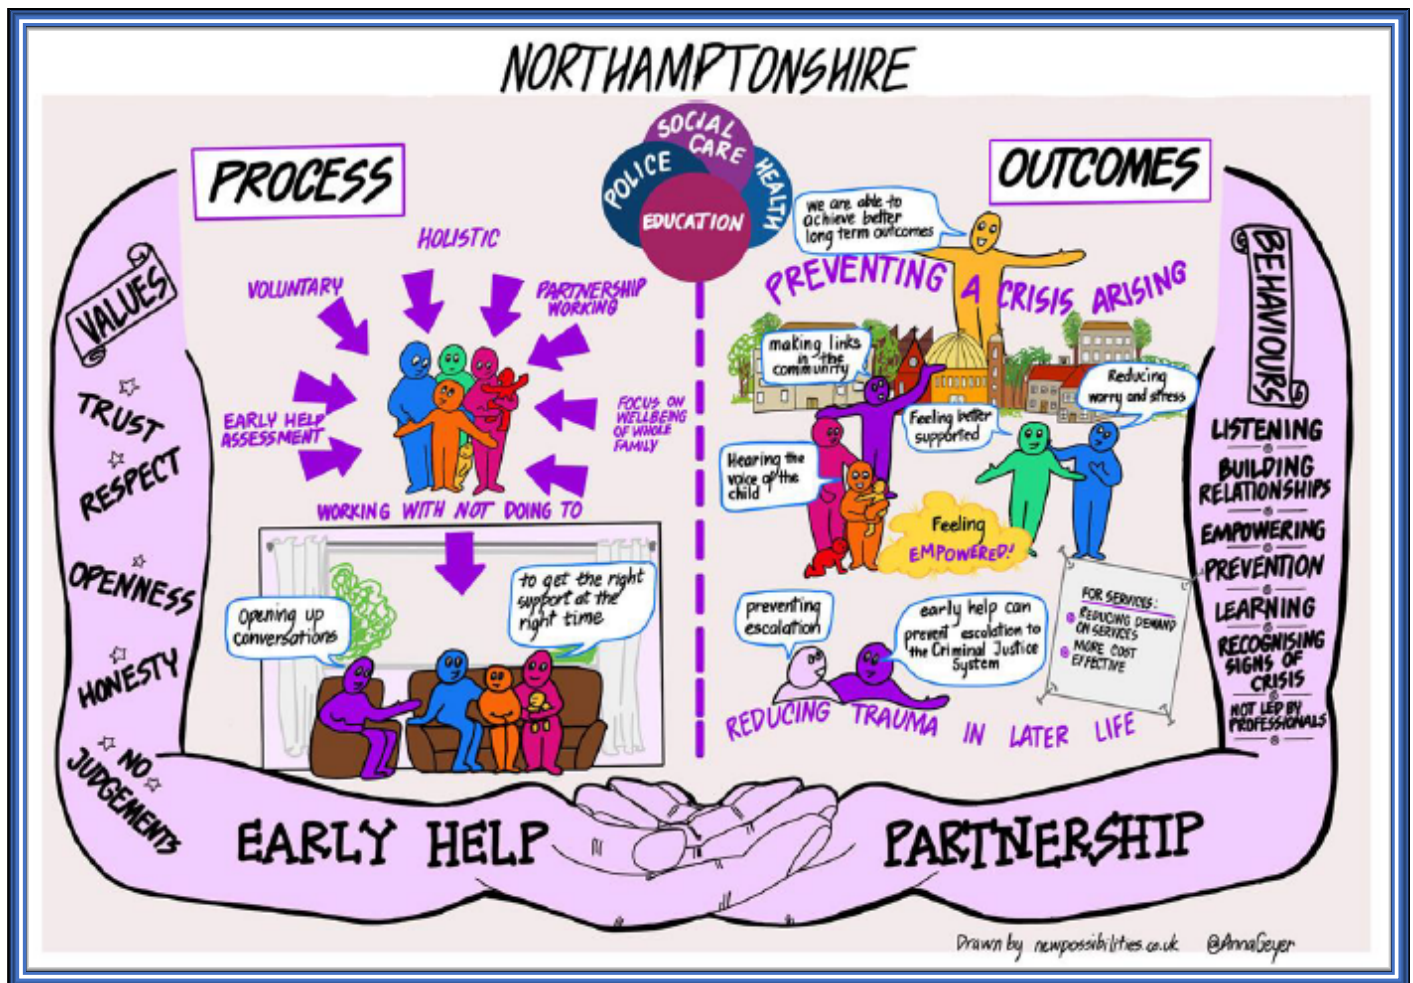 NORTHAMPTONSHIRE
SOCIAL
CARE
POLICE
HEALTH
EDUCATION
PROCESS
HOLISTIC
VOLUNTARY
PARTNERSHIP
WORKING
EARLY HELP
ASSESSMENT
FOCUS ON
WELLBEING
OF WHOLE
FAMILY
WORKING WITH NOT DOING TO
Opening up
conversations
to get the right
support at the
right time
VALUES
TRUST
RESPECT
OPENNESS
HONESTY
NO
JUDGEMENTS
OUTCOMES
we are able to
achieve better
long term outcomes
PREVENTING A CRISIS ARISING
making links
in the
community
Reducing
worry and stress
Feeling better
supported
Hearing the
voice of the
child
Feeling
EMPOWERED!
preventing
escalation
early help can
prevent escalation to
the Criminal Justice
System
FOR SERVICES:
REDUCING DEMAND
ON SERVICES
MORE COST
EFFECTIVE
REDUCING TRAUMA IN LATER LIFE
BEHAVIOURS
LISTENING
BUILDING
RELATIONSHIPS
EMPOWERING
PREVENTION
LEARNING
RECOGNISING
SIGNS OF
CRISIS
NOT LED BY
PROFESSIONALS
EARLY HELP PARTNERSHIP
Drawn by newpossibilities.co.uk @AnnaGeyer